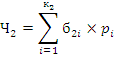 Ч₂ = ∑_{i=1}^{к₂} б₂ᵢ × pᵢ